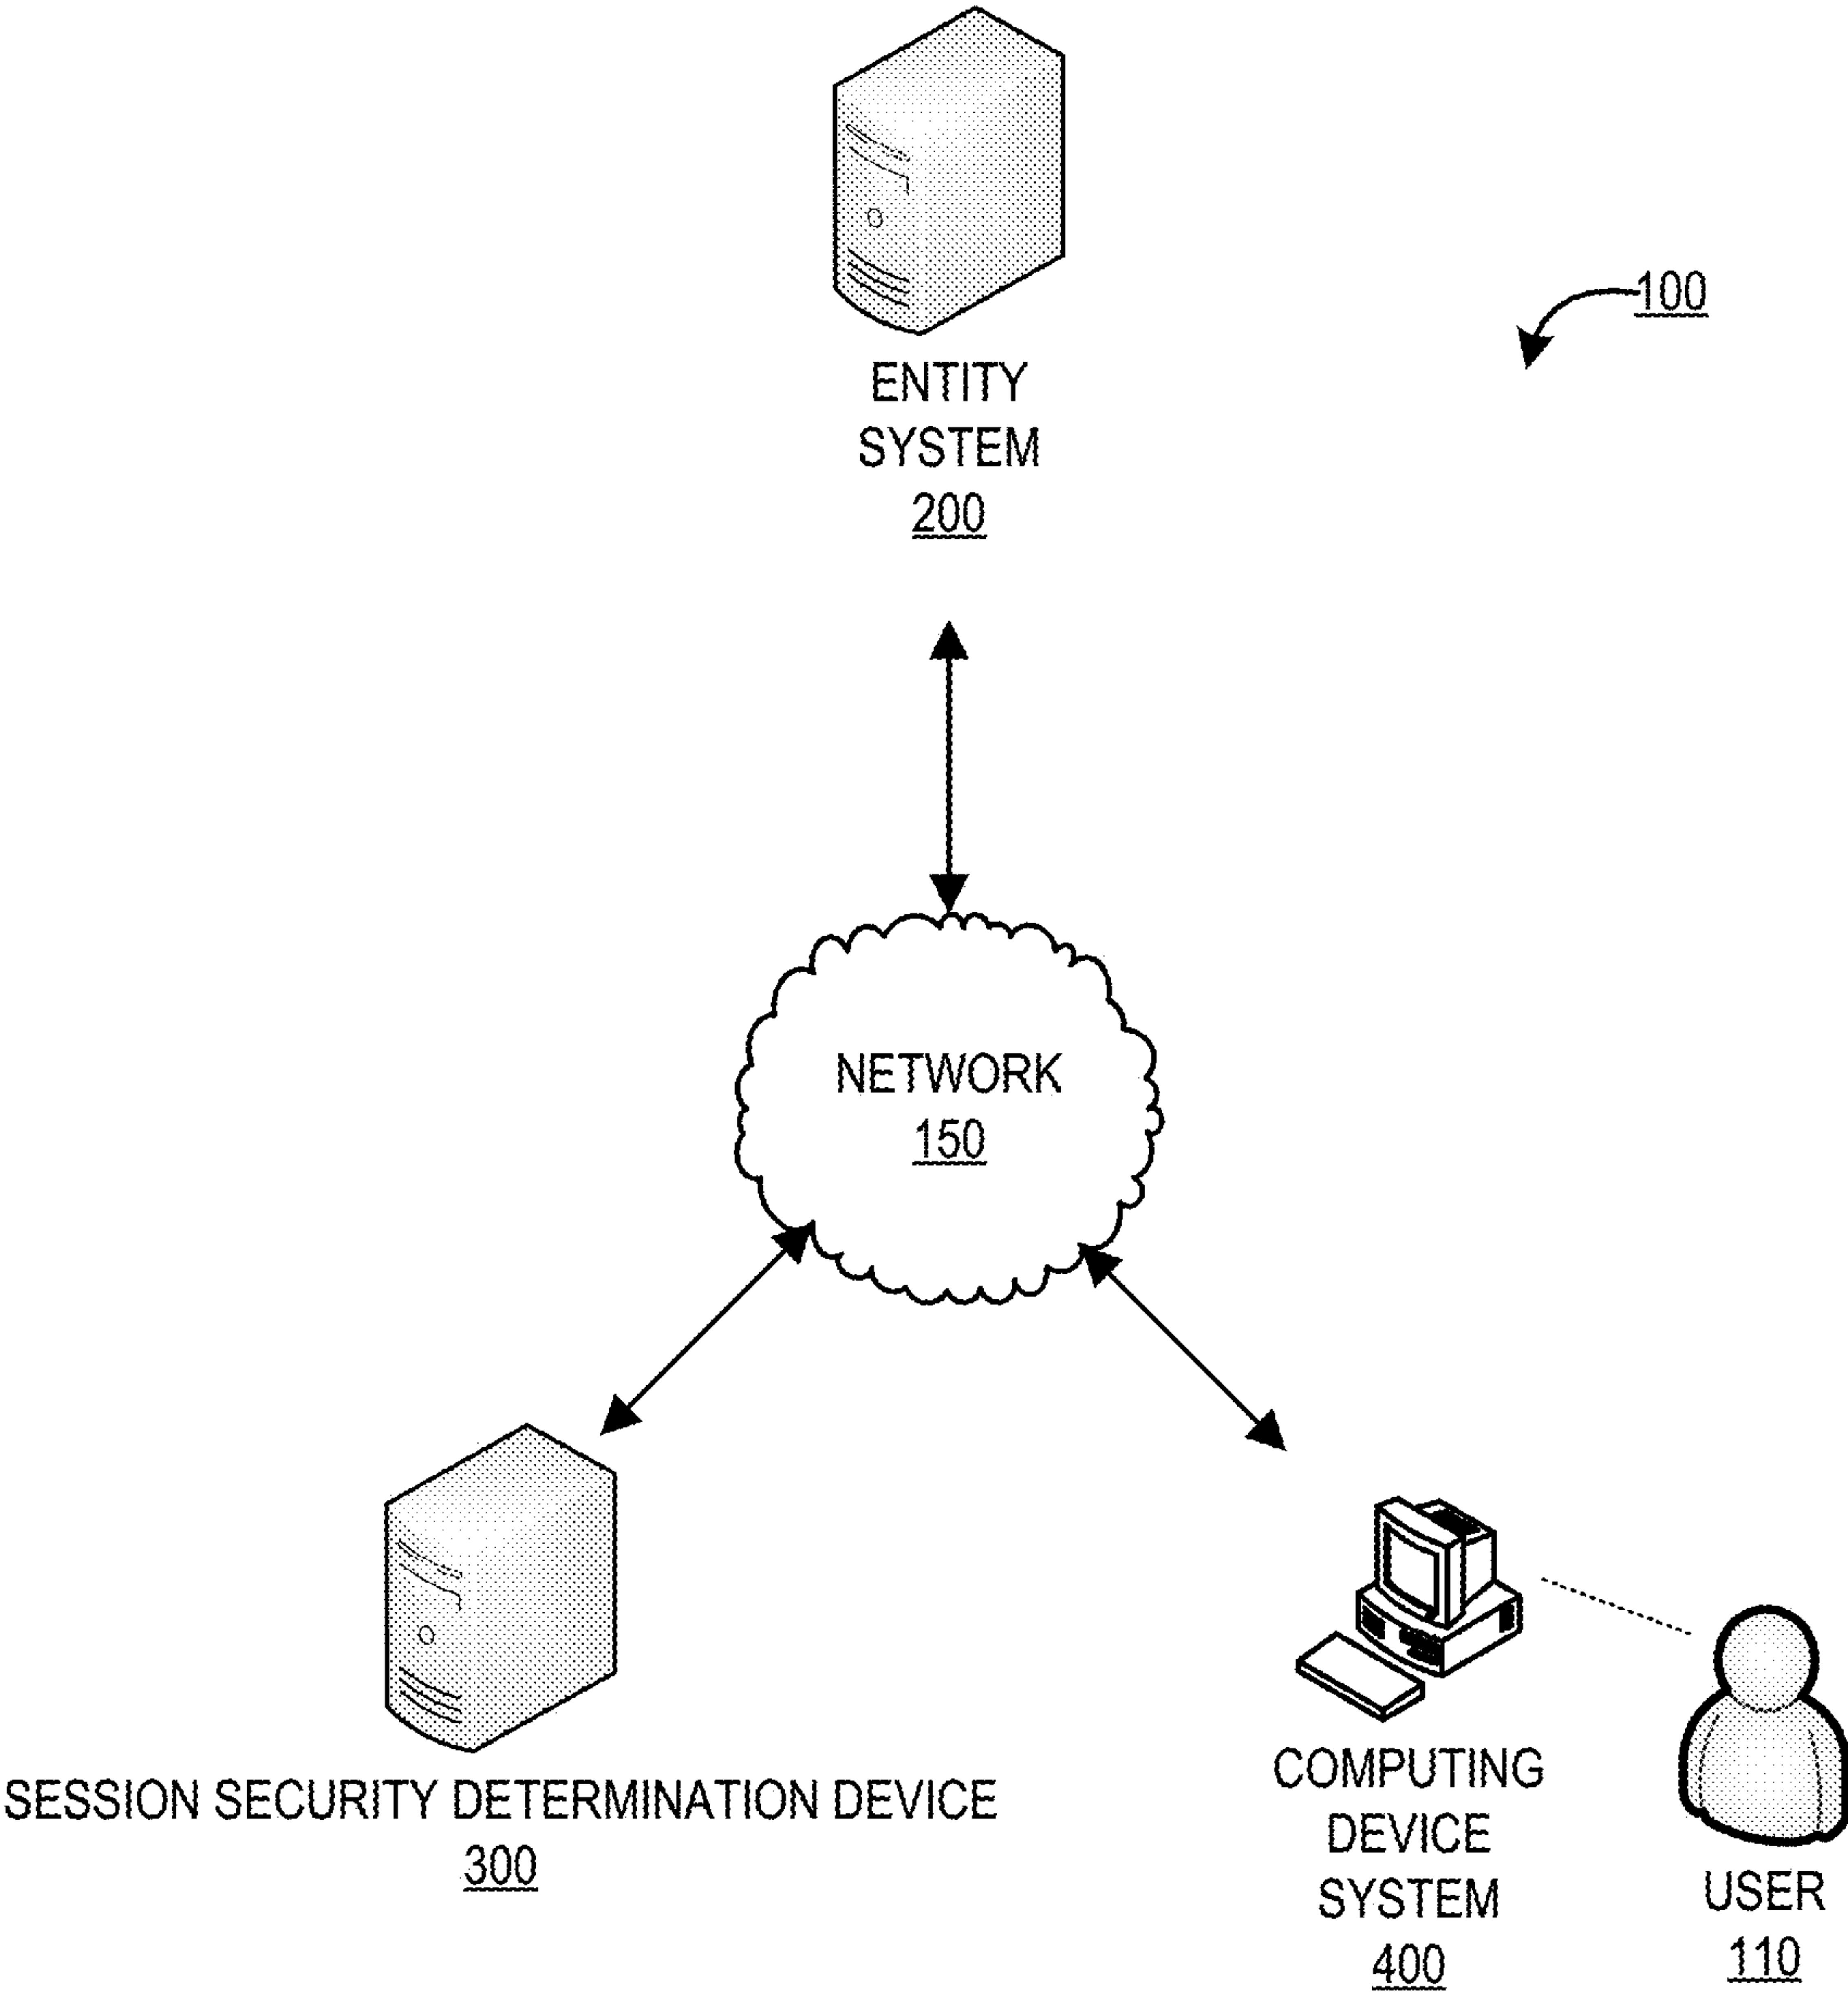 100
ENTITY
SYSTEM
200
NETWORK
150
SESSION SECURITY DETERMINATION DEVICE
300
COMPUTING
DEVICE
SYSTEM
400
USER
110